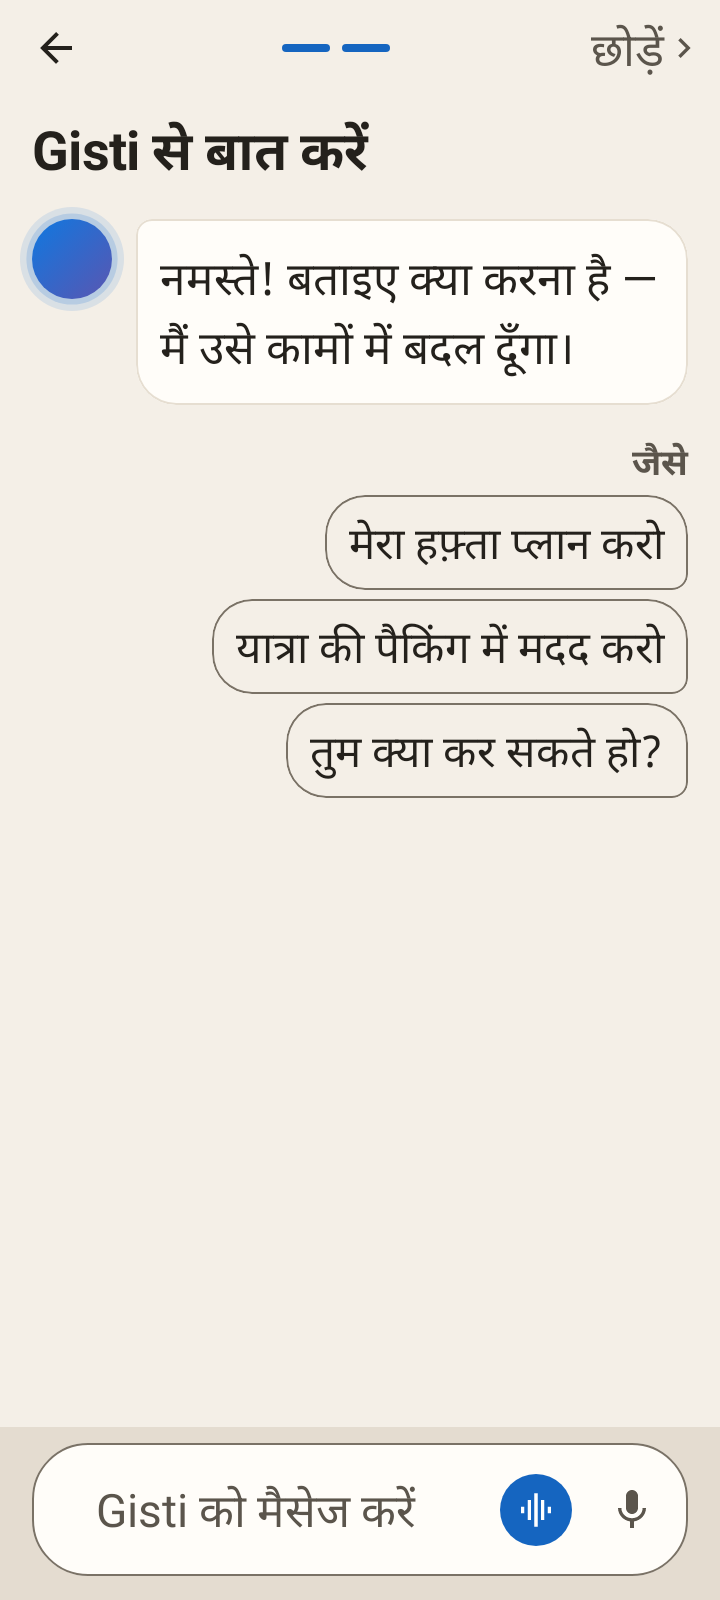 छोड़ें
Gisti से बात करें
नमस्ते! बताइए क्या करना है –
मैं उसे कामों में बदल दूँगा।
जैसे
मेरा हफ़्ता प्लान करो
यात्रा की पैकिंग में मदद करो
तुम क्या कर सकते हो?
Gisti को मैसेज करें